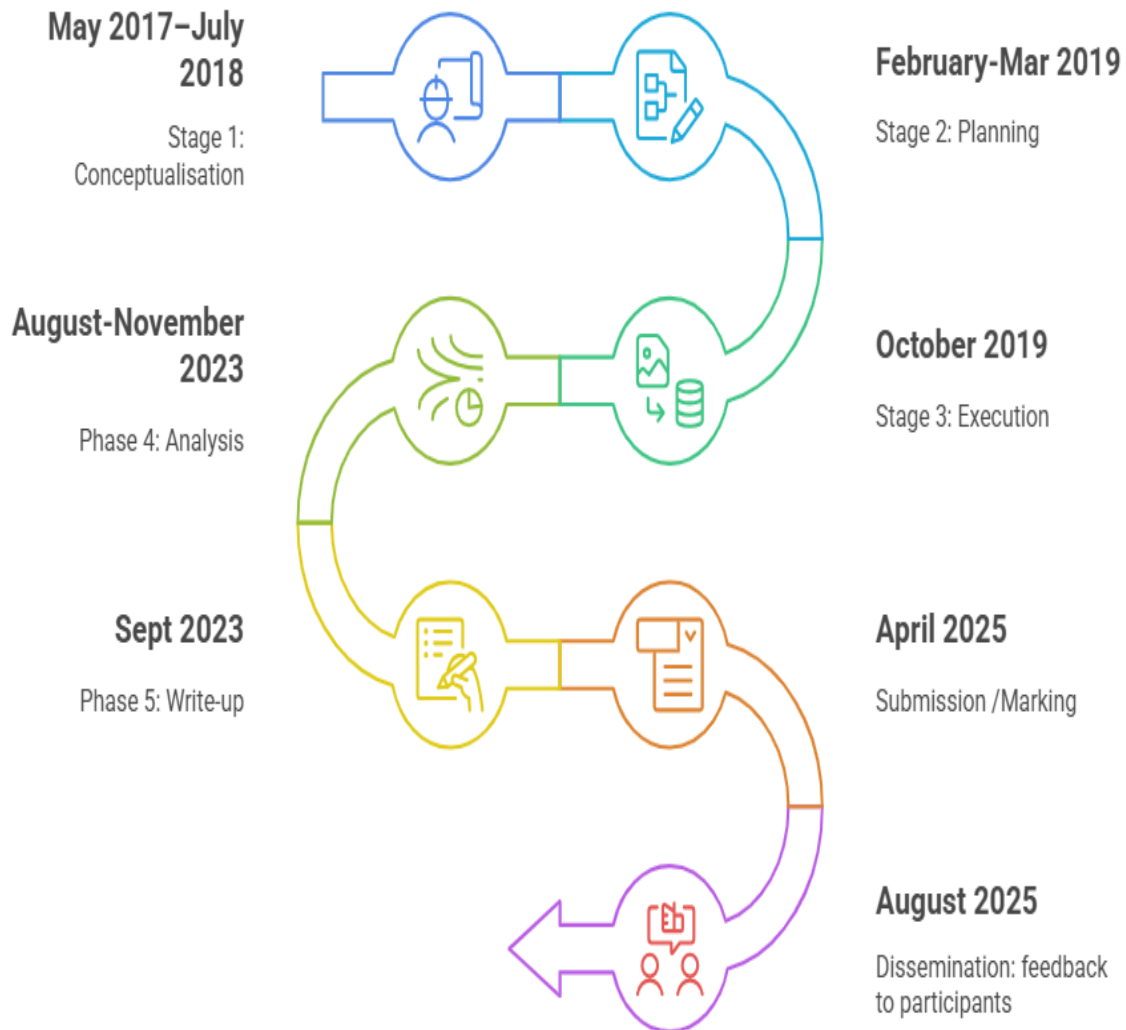 May 2017–July
2018
Stage 1:
Conceptualisation
February-Mar 2019
Stage 2: Planning
October 2019
Stage 3: Execution
August-November
2023
Phase 4: Analysis
Sept 2023
Phase 5: Write-up
April 2025
Submission /Marking
August 2025
Dissemination: feedback
to participants